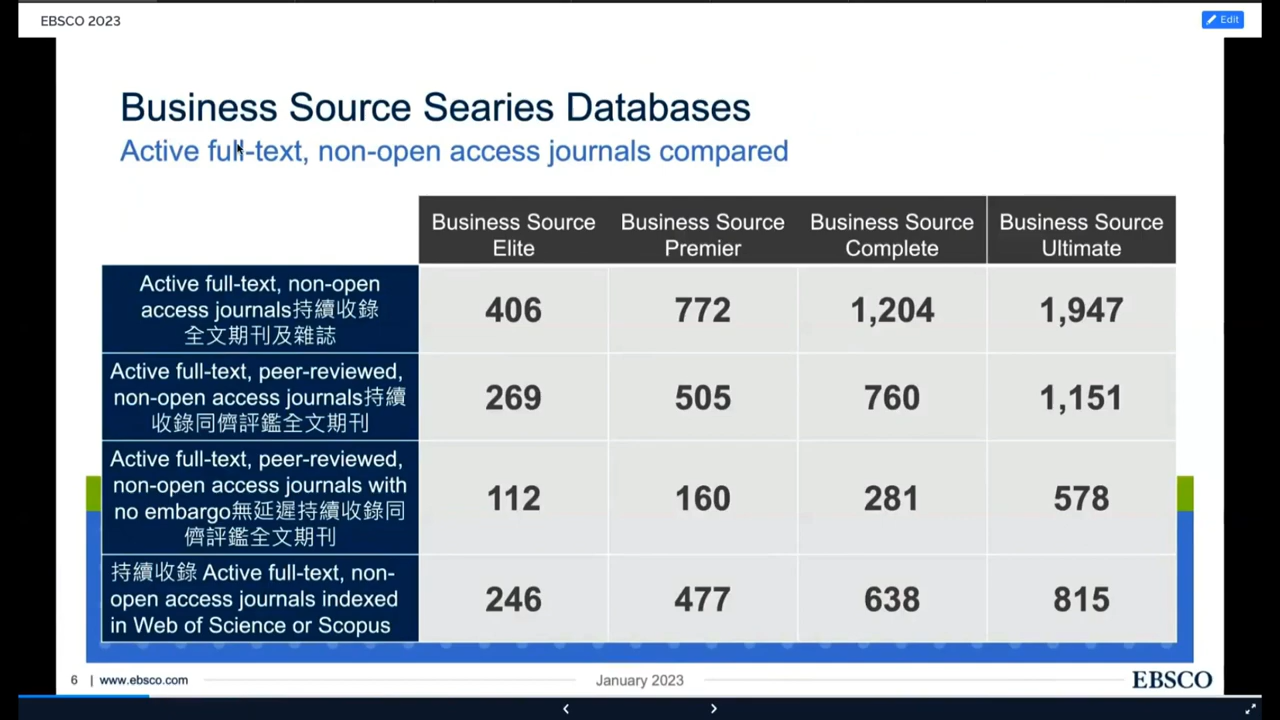 EBSCO 2023
Edit
Business Source Searies Databases
Active full-text, non-open access journals compared
Business Source
Elite
Business Source
Premier
Business Source
Complete
Business Source
Ultimate
Active full-text, non-open
access journals持續收錄
全文期刊及雜誌
406
772
1,204
1,947
Active full-text, peer-reviewed,
non-open access journals持續
收錄同儕評鑑全文期刊
269
505
760
1,151
Active full-text, peer-reviewed,
non-open access journals with
no embargo無延遲持續收錄同
儕評鑑全文期刊
112
160
281
578
持續收錄 Active full-text, non-
open access journals indexed
in Web of Science or Scopus
246
477
638
815
6 | www.ebsco.com
January 2023
EBSCO